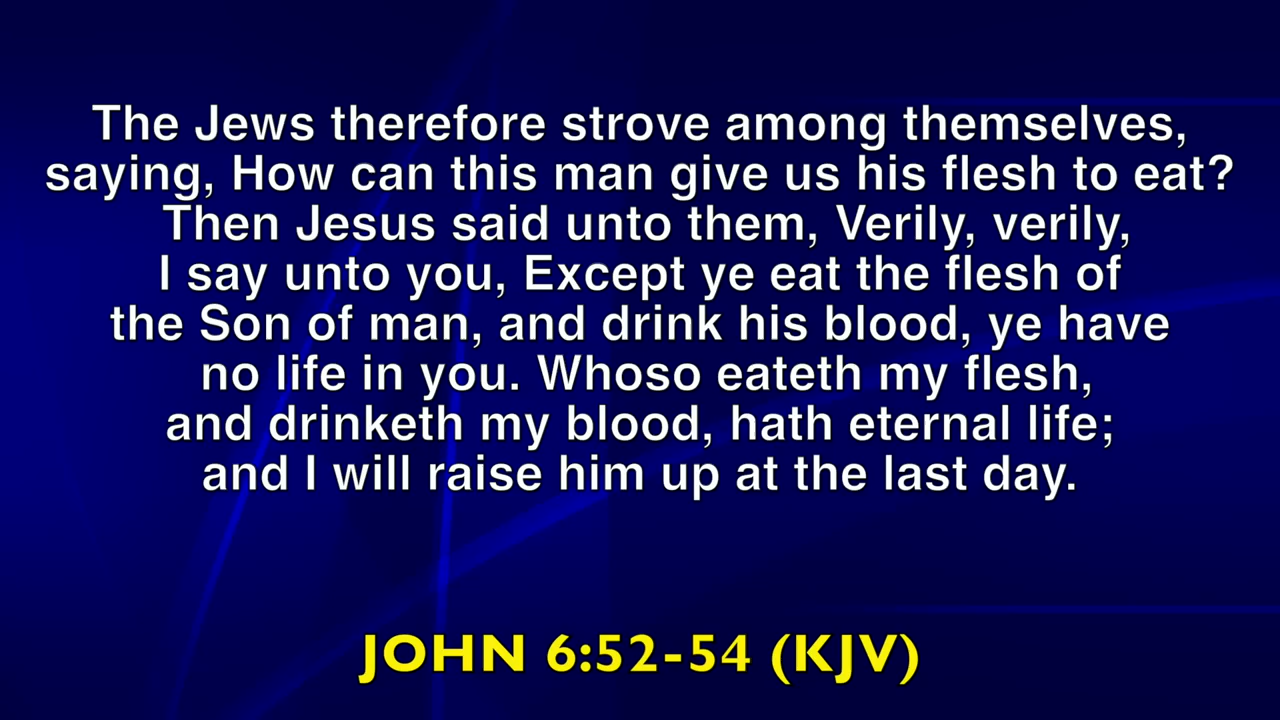 The Jews therefore strove among themselves,
saying, How can this man give us his flesh to eat?
Then Jesus said unto them, Verily, verily,
I say unto you, Except ye eat the flesh of
the Son of man, and drink his blood, ye have
no life in you. Whoso eateth my flesh,
and drinketh my blood, hath eternal life;
and I will raise him up at the last day.
JOHN 6:52-54 (KJV)